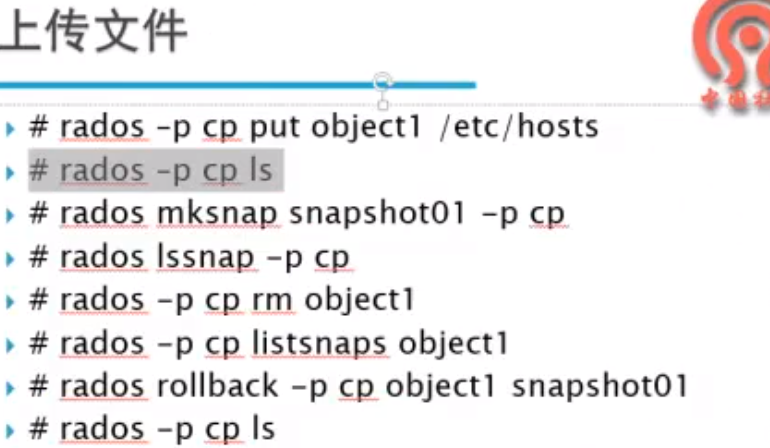 上传文件
# rados -p cp put object1 /etc/hosts
# rados -p cp ls
# rados mksnap snapshot01 -p cp
# rados lssnap -p cp
# rados -p cp rm object1
# rados -p cp listsnaps object1
# rados rollback -p cp object1 snapshot01
# rados -p cp ls